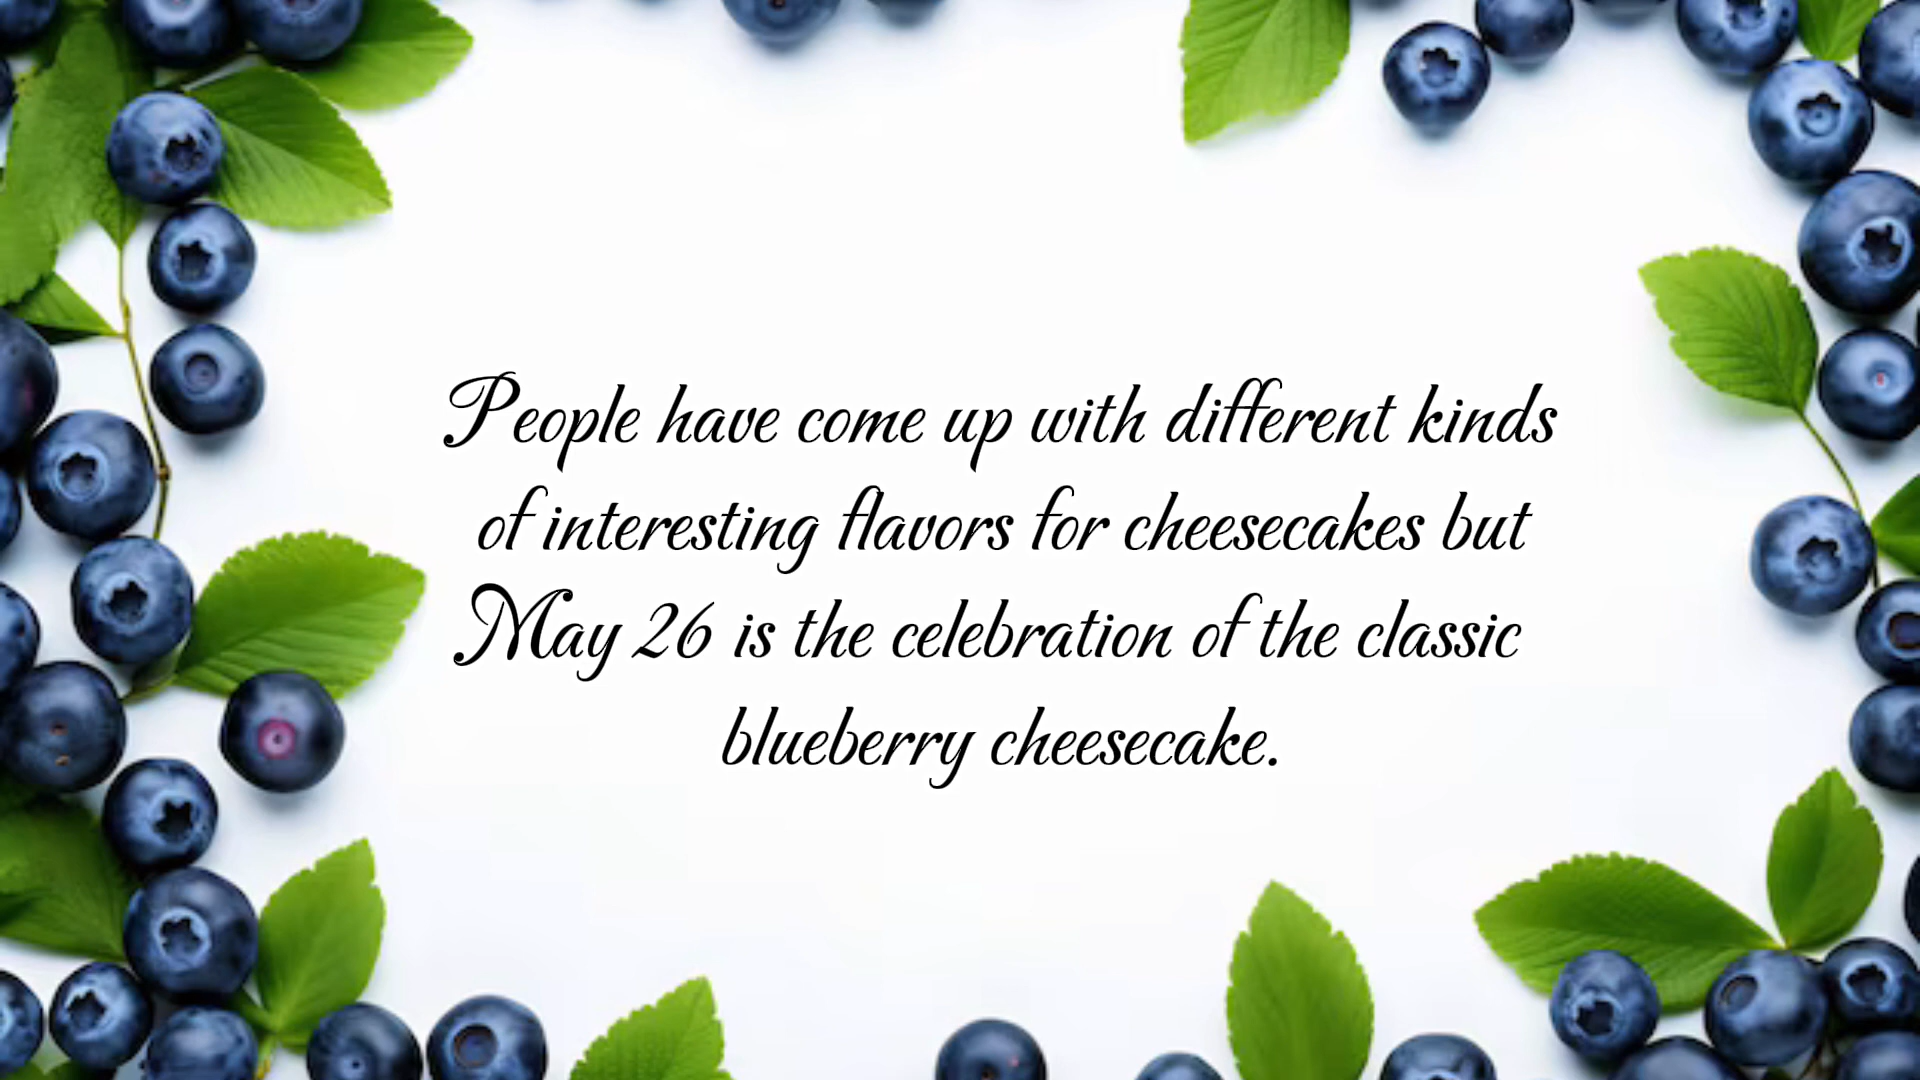 People have come up with different kinds
of interesting flavors for cheesecakes but
May 26 is the celebration of the classic
blueberry cheesecake.